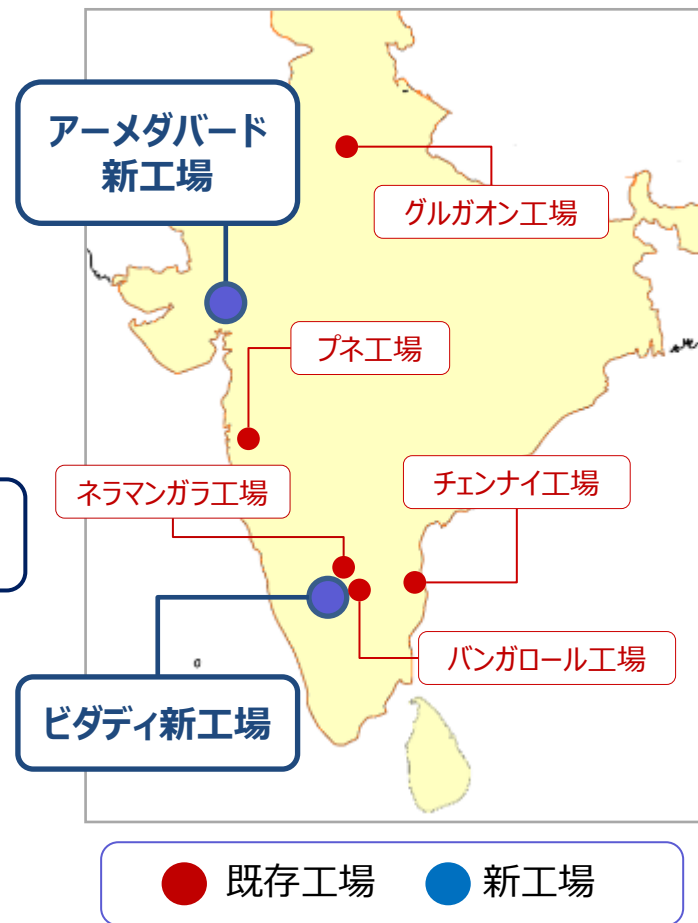 アーメダバード
新工場
グルガオン工場
プネ工場
ネラマンガラ工場
チェンナイ工場
バンガロール工場
ビダディ新工場
既存工場
新工場